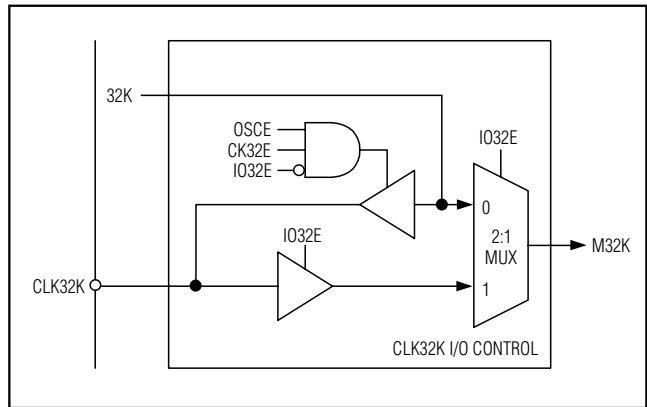 32K
OSCE
CK32E
IO32E
IO32E
0
2:1
MUX
M32K
IO32E
CLK32K
1
CLK32K I/O CONTROL